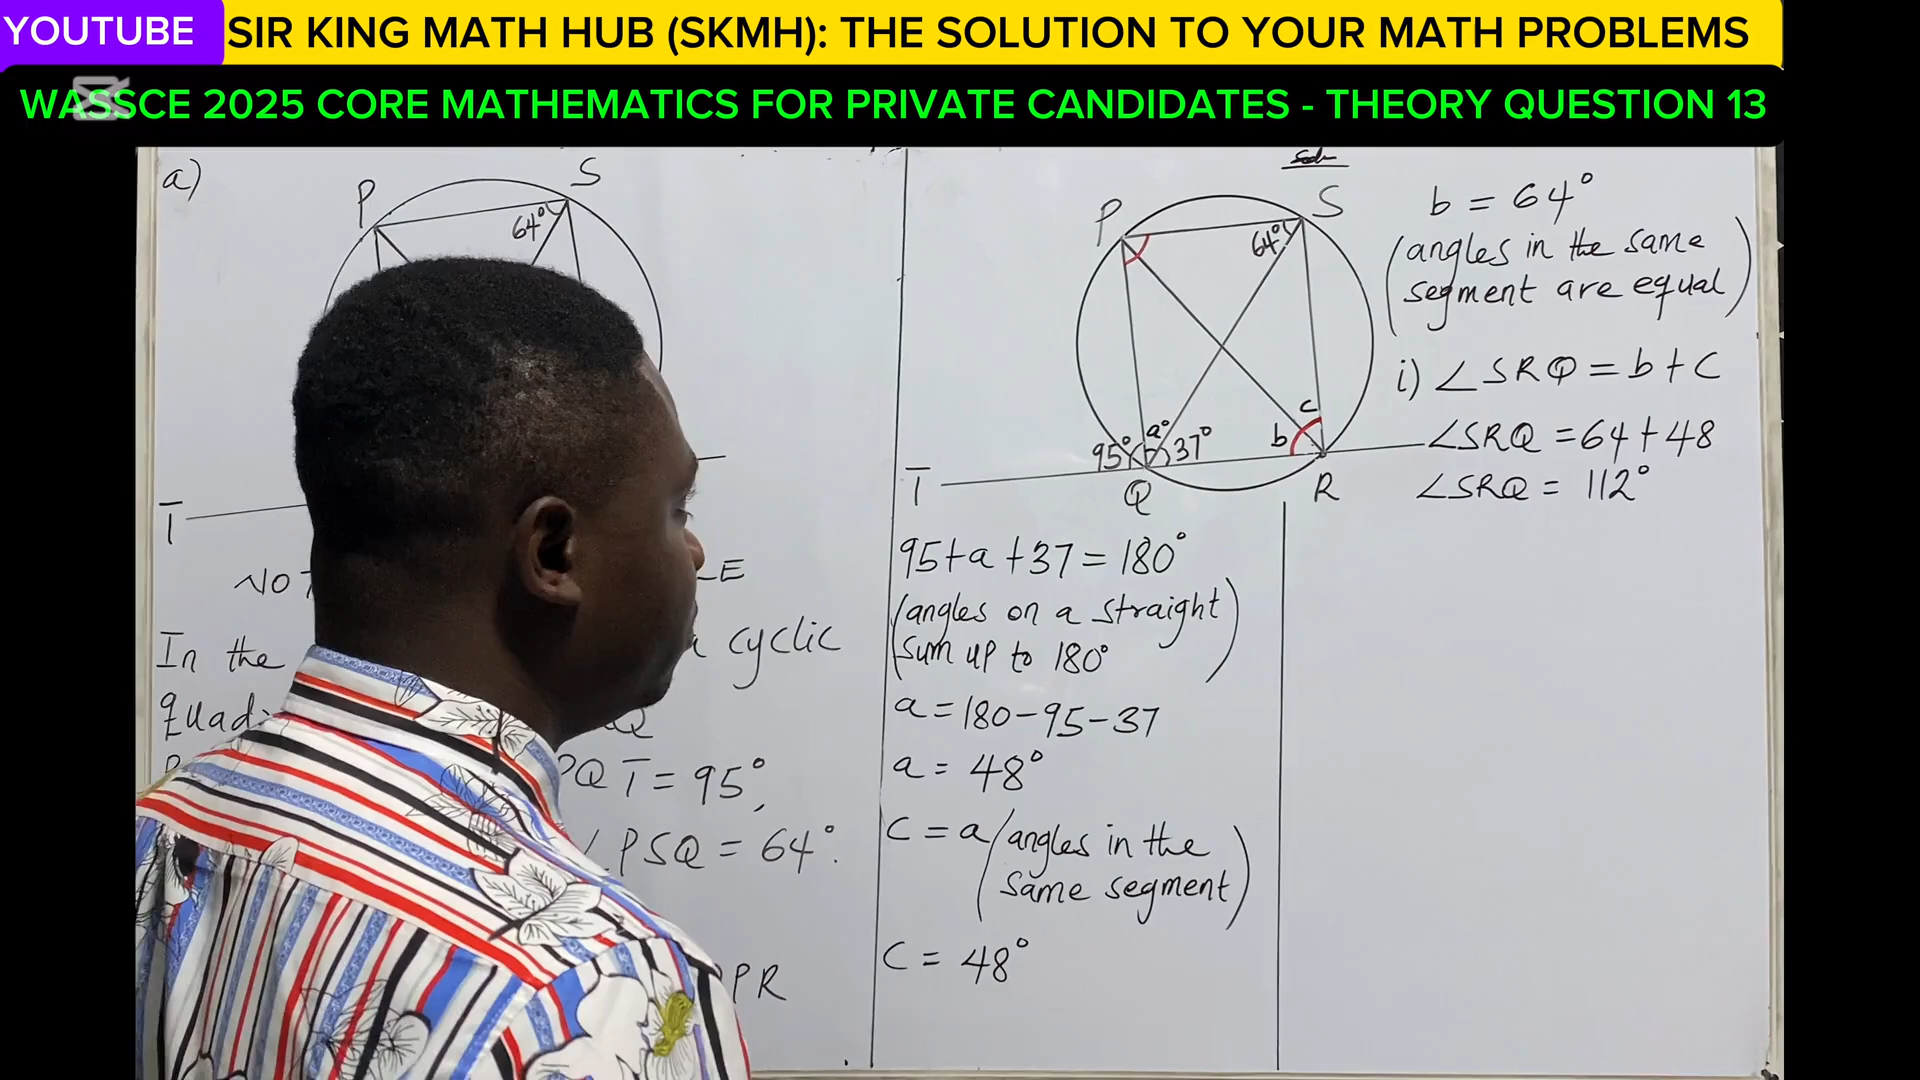 YOUTUBE SIR KING MATH HUB (SKMH): THE SOLUTION TO YOUR MATH PROBLEMS
WASSCE 2025 CORE MATHEMATICS FOR PRIVATE CANDIDATES - THEORY QUESTION 13
a)
P
S
64°
T
In the
cyclic
PQT = 95°,
∠PSQ = 64°.
PR
Soln
P
S
64°
c
b
95° a° 37°
T
Q
R
95+a+37=180°
(angles on a straight
sum up to 180°)
a=180-95-37
a= 48°
C = a (angles in the
same segment)
C = 48°
b = 64°
(angles in the same
segment are equal)
i) ∠SRQ = b+C
∠SRQ =64+48
∠SRQ = 112°